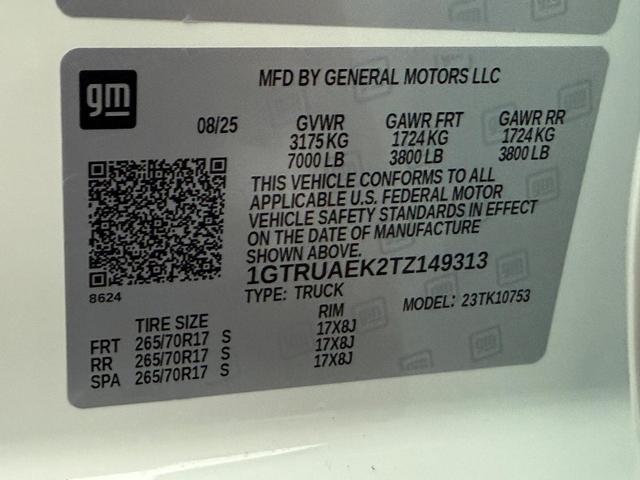 gm
MFD BY GENERAL MOTORS LLC
08/25 GVWR GAWR FRT GAWR RR
3175 KG 1724 KG 1724 KG
7000 LB 3800 LB 3800 LB
THIS VEHICLE CONFORMS TO ALL
APPLICABLE U.S. FEDERAL MOTOR
VEHICLE SAFETY STANDARDS IN EFFECT
ON THE DATE OF MANUFACTURE
SHOWN ABOVE.
1GTRUAEK2TZ149313
8624
TYPE: TRUCK MODEL: 23TK10753
TIRE SIZE RIM
FRT 265/70R17 S 17X8J
RR 265/70R17 S 17X8J
SPA 265/70R17 S 17X8J